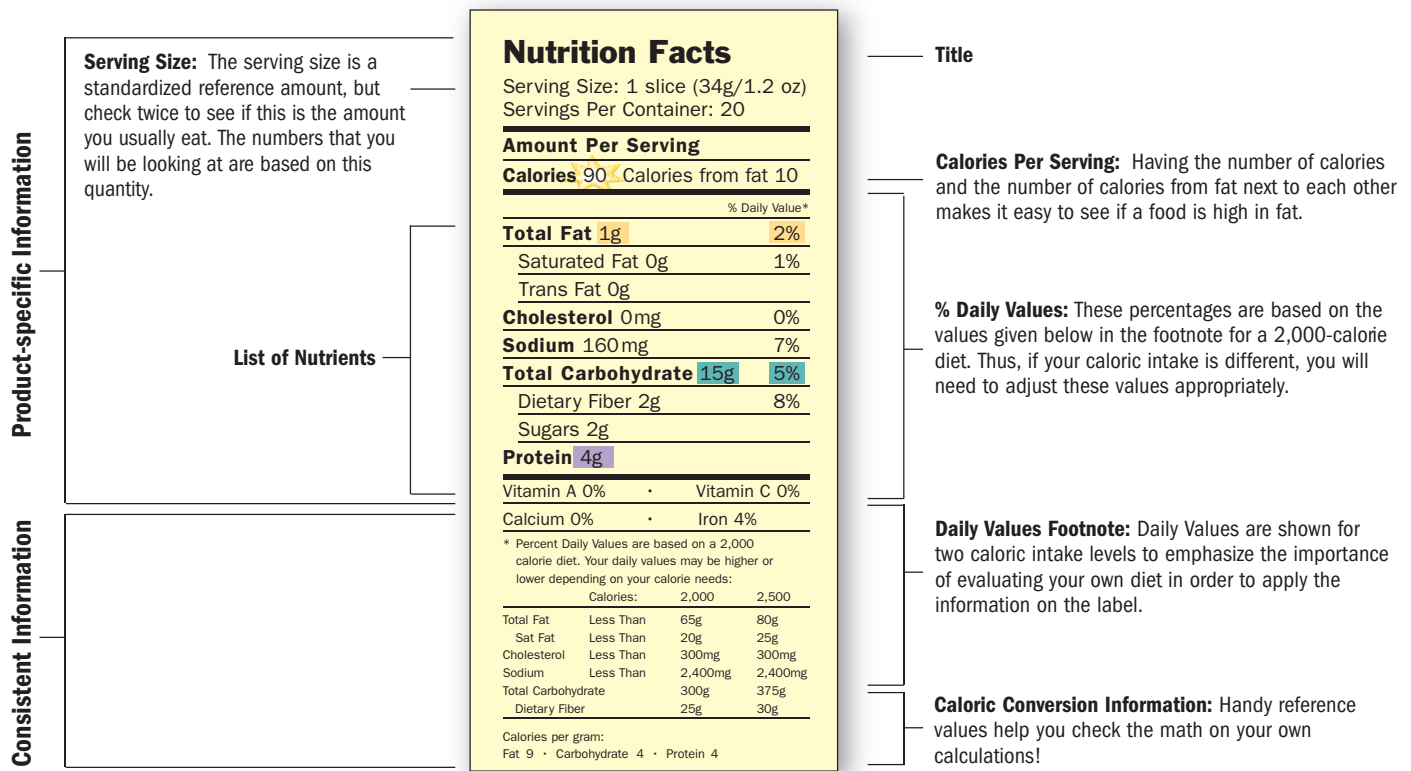 Product-specific Information
Serving Size: The serving size is a
standardized reference amount, but
check twice to see if this is the amount
you usually eat. The numbers that you
will be looking at are based on this
quantity.
List of Nutrients
Consistent Information
Nutrition Facts
Serving Size: 1 slice (34g/1.2 oz)
Servings Per Container: 20
Amount Per Serving
Calories 90 Calories from fat 10
% Daily Value*
Total Fat 1g 2%
Saturated Fat 0g 1%
Trans Fat 0g
Cholesterol 0mg 0%
Sodium 160mg 7%
Total Carbohydrate 15g 5%
Dietary Fiber 2g 8%
Sugars 2g
Protein 4g
Vitamin A 0% · Vitamin C 0%
Calcium 0% · Iron 4%
* Percent Daily Values are based on a 2,000
calorie diet. Your daily values may be higher or
lower depending on your calorie needs:
Calories: 2,000 2,500
Total Fat Less Than 65g 80g
Sat Fat Less Than 20g 25g
Cholesterol Less Than 300mg 300mg
Sodium Less Than 2,400mg 2,400mg
Total Carbohydrate 300g 375g
Dietary Fiber 25g 30g
Calories per gram:
Fat 9 · Carbohydrate 4 · Protein 4
Title
Calories Per Serving: Having the number of calories
and the number of calories from fat next to each other
makes it easy to see if a food is high in fat.
% Daily Values: These percentages are based on the
values given below in the footnote for a 2,000-calorie
diet. Thus, if your caloric intake is different, you will
need to adjust these values appropriately.
Daily Values Footnote: Daily Values are shown for
two caloric intake levels to emphasize the importance
of evaluating your own diet in order to apply the
information on the label.
Caloric Conversion Information: Handy reference
values help you check the math on your own
calculations!